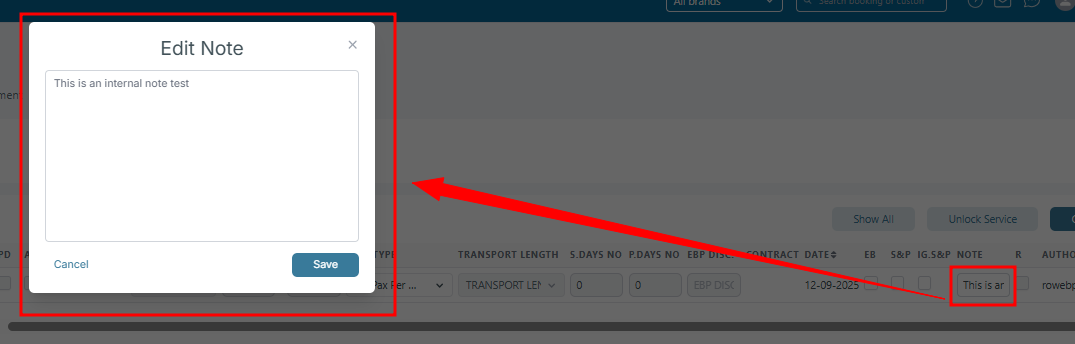 All brands
Search booking or custom
Edit Note
This is an internal note test
Cancel
Save
Show All
Unlock Service
PD
TYPE
TRANSPORT LENGTH
S.DAYS NO
P.DAYS NO
EBP DISC.
CONTRACT
DATE
EB
S&P
IG.S&P
NOTE
R
AUTHO
Pax Per ...
TRANSPORT LEN
0
0
EBP DISC
12-09-2025
This is ar
rowebp